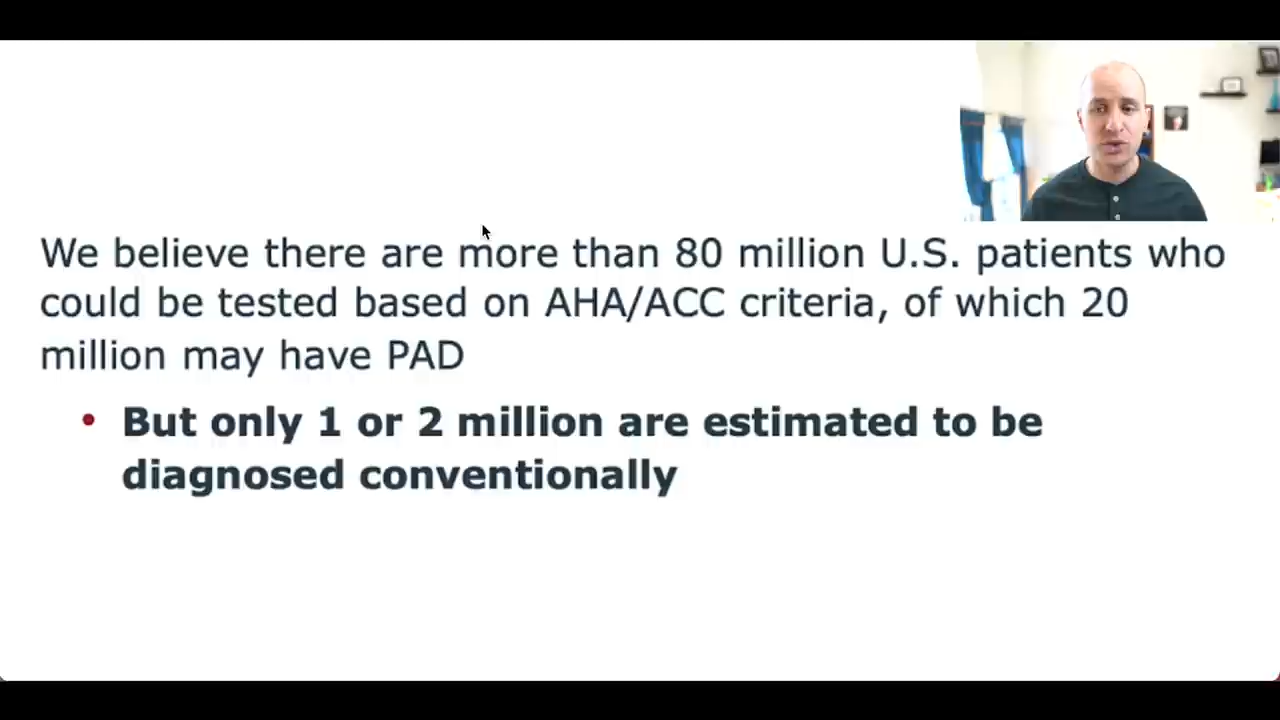 We believe there are more than 80 million U.S. patients who
could be tested based on AHA/ACC criteria, of which 20
million may have PAD
• But only 1 or 2 million are estimated to be
diagnosed conventionally